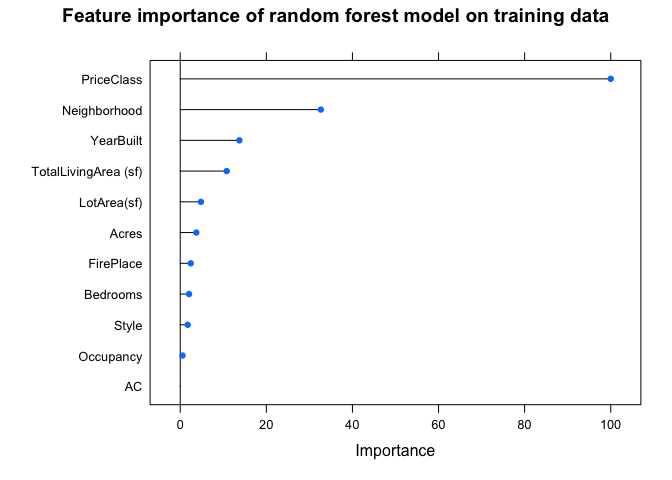 Feature importance of random forest model on training data
PriceClass
Neighborhood
YearBuilt
TotalLivingArea (sf)
LotArea(sf)
Acres
FirePlace
Bedrooms
Style
Occupancy
AC
0 20 40 60 80 100
Importance